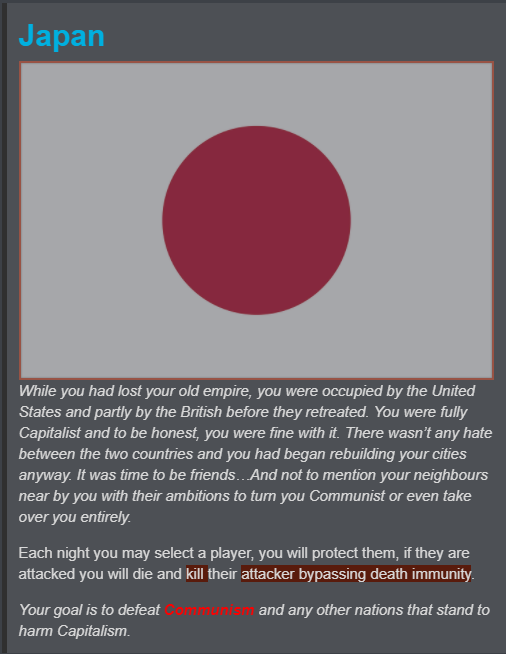 Japan
While you had lost your old empire, you were occupied by the United
States and partly by the British before they retreated. You were fully
Capitalist and to be honest, you were fine with it. There wasn’t any hate
between the two countries and you had began rebuilding your cities
anyway. It was time to be friends…And not to mention your neighbours
near by you with their ambitions to turn you Communist or even take
over you entirely.
Each night you may select a player, you will protect them, if they are
attacked you will die and kill their attacker bypassing death immunity.
Your goal is to defeat Communism and any other nations that stand to
harm Capitalism.